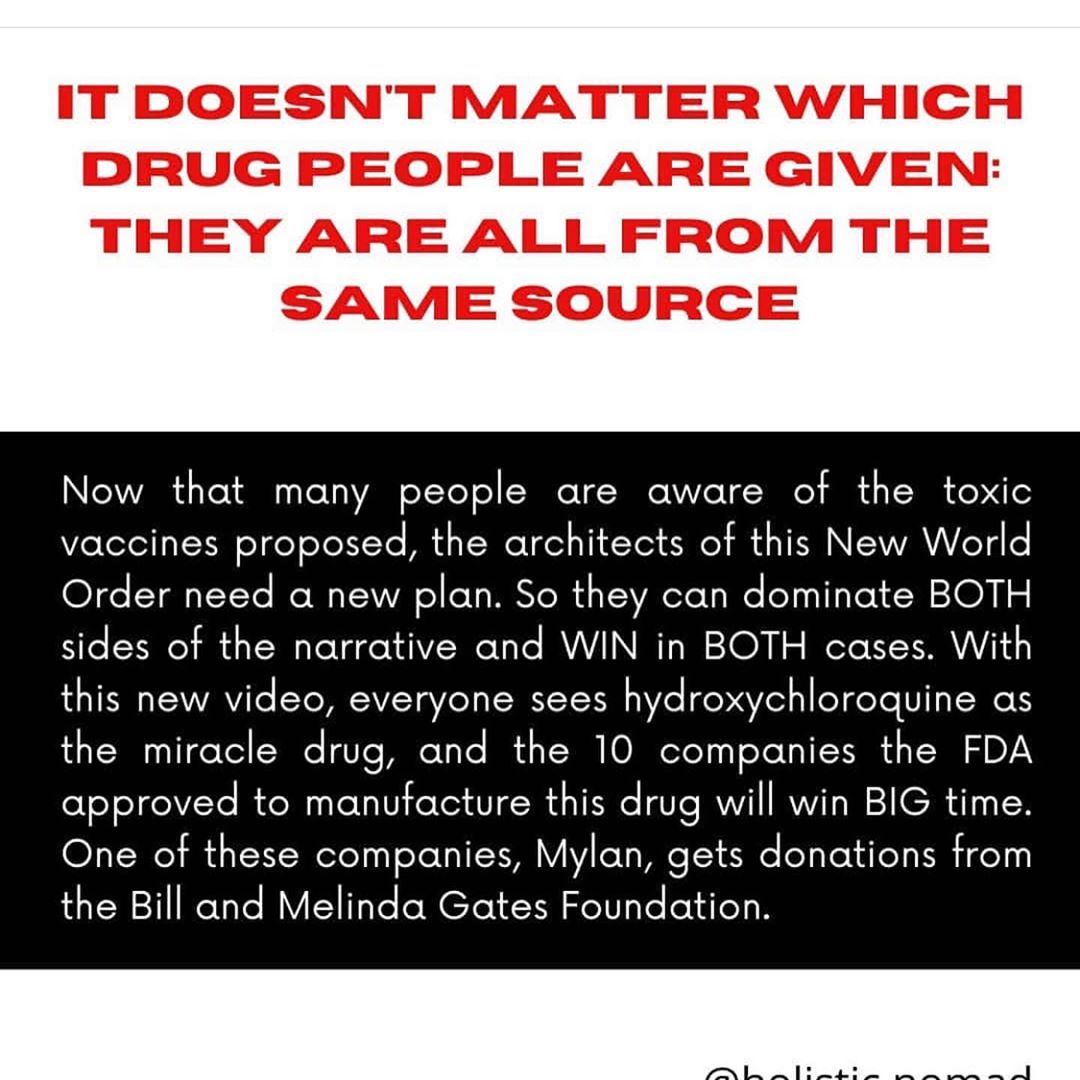 IT DOESN'T MATTER WHICH
DRUG PEOPLE ARE GIVEN:
THEY ARE ALL FROM THE
SAME SOURCE
Now that many people are aware of the toxic
vaccines proposed, the architects of this New World
Order need a new plan. So they can dominate BOTH
sides of the narrative and WIN in BOTH cases. With
this new video, everyone sees hydroxychloroquine as
the miracle drug, and the 10 companies the FDA
approved to manufacture this drug will win BIG time.
One of these companies, Mylan, gets donations from
the Bill and Melinda Gates Foundation.
@holistic.nomad